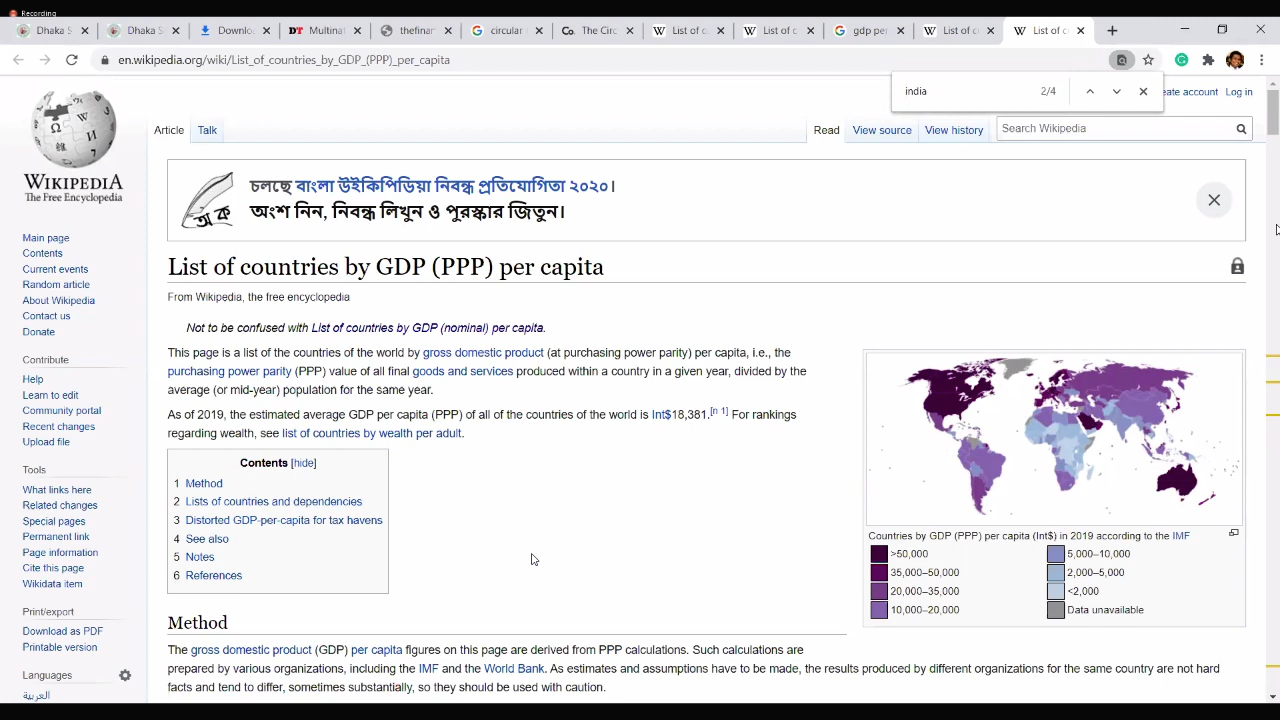 Recording
Dhaka S
Dhaka S
Downlo
Multinat
thefinan
circular
The Circ
List of c
List of c
gdp per
List of c
List of c
en.wikipedia.org/wiki/List_of_countries_by_GDP_(PPP)_per_capita
india 2/4
eate account Log in
Article Talk Read View source View history Search Wikipedia
WIKIPEDIA
The Free Encyclopedia
Main page
Contents
Current events
Random article
About Wikipedia
Contact us
Donate
Contribute
Help
Learn to edit
Community portal
Recent changes
Upload file
Tools
What links here
Related changes
Special pages
Permanent link
Page information
Cite this page
Wikidata item
Print/export
Download as PDF
Printable version
Languages
العربية
চলছে বাংলা উইকিপিডিয়া নিবন্ধ প্রতিযোগিতা ২০২০।
অংশ নিন, নিবন্ধ লিখুন ও পুরস্কার জিতুন।
List of countries by GDP (PPP) per capita
From Wikipedia, the free encyclopedia
Not to be confused with List of countries by GDP (nominal) per capita.
This page is a list of the countries of the world by gross domestic product (at purchasing power parity) per capita, i.e., the
purchasing power parity (PPP) value of all final goods and services produced within a country in a given year, divided by the
average (or mid-year) population for the same year.
As of 2019, the estimated average GDP per capita (PPP) of all of the countries of the world is Int$18,381.[n 1] For rankings
regarding wealth, see list of countries by wealth per adult.
Contents [hide]
1 Method
2 Lists of countries and dependencies
3 Distorted GDP-per-capita for tax havens
4 See also
5 Notes
6 References
Countries by GDP (PPP) per capita (Int$) in 2019 according to the IMF
>50,000
35,000–50,000
20,000–35,000
10,000–20,000
5,000–10,000
2,000–5,000
<2,000
Data unavailable
Method
The gross domestic product (GDP) per capita figures on this page are derived from PPP calculations. Such calculations are
prepared by various organizations, including the IMF and the World Bank. As estimates and assumptions have to be made, the results produced by different organizations for the same country are not hard
facts and tend to differ, sometimes substantially, so they should be used with caution.